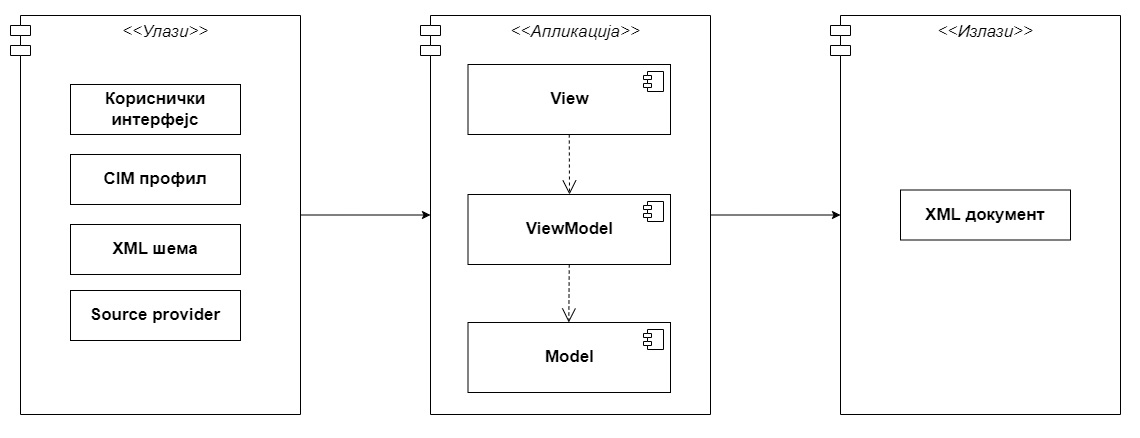 <<Улази>>
Кориснички
интерфејс
CIM профил
XML шема
Source provider
<<Апликација>>
View
ViewModel
Model
<<Излази>>
XML документ